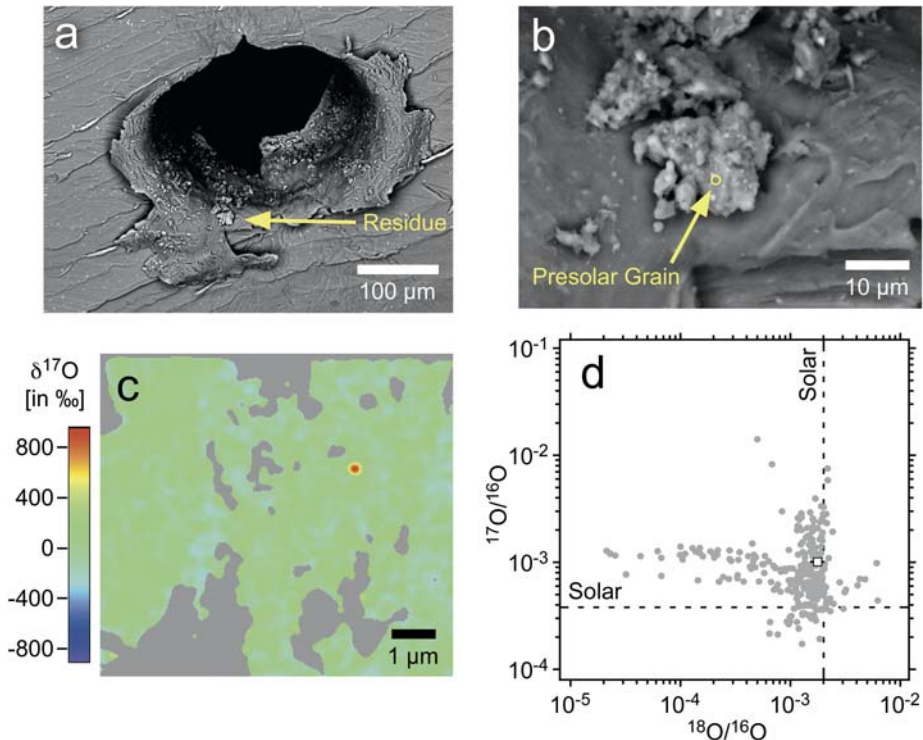 a
Residue
100 µm
b
Presolar Grain
10 µm
δ¹⁷O
[in ‰]
800
400
0
-400
-800
c
1 µm
d
Solar
Solar
10⁻¹
10⁻²
10⁻³
10⁻⁴
¹⁷O/¹⁶O
10⁻⁵
10⁻⁴
10⁻³
10⁻²
¹⁸O/¹⁶O